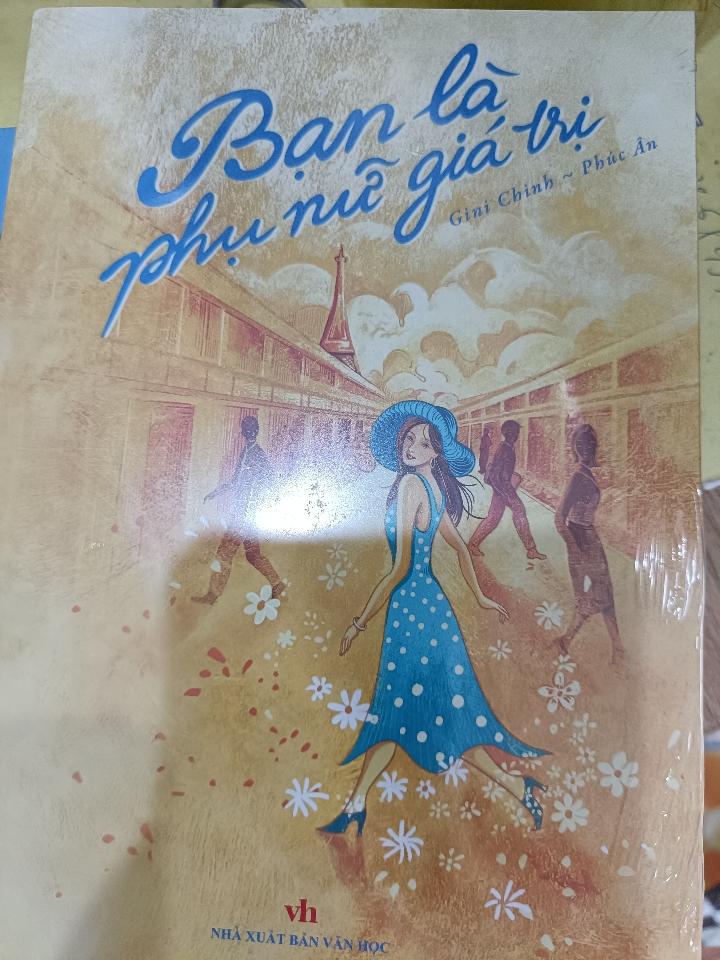 Bạn là
phụ nữ giá trị
Gini Chinh ~ Phúc Ân
vh
NHÀ XUẤT BẢN VĂN HỌC